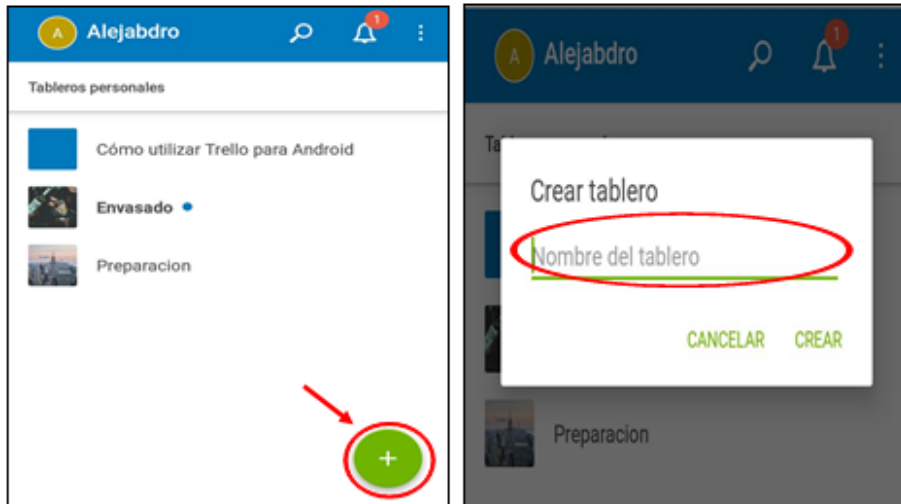 A Alejabdro 1
Tableros personales
Cómo utilizar Trello para Android
Envasado
Preparacion
+
A Alejabdro 1
Ta
Crear tablero
Nombre del tablero
CANCELAR CREAR
Preparacion